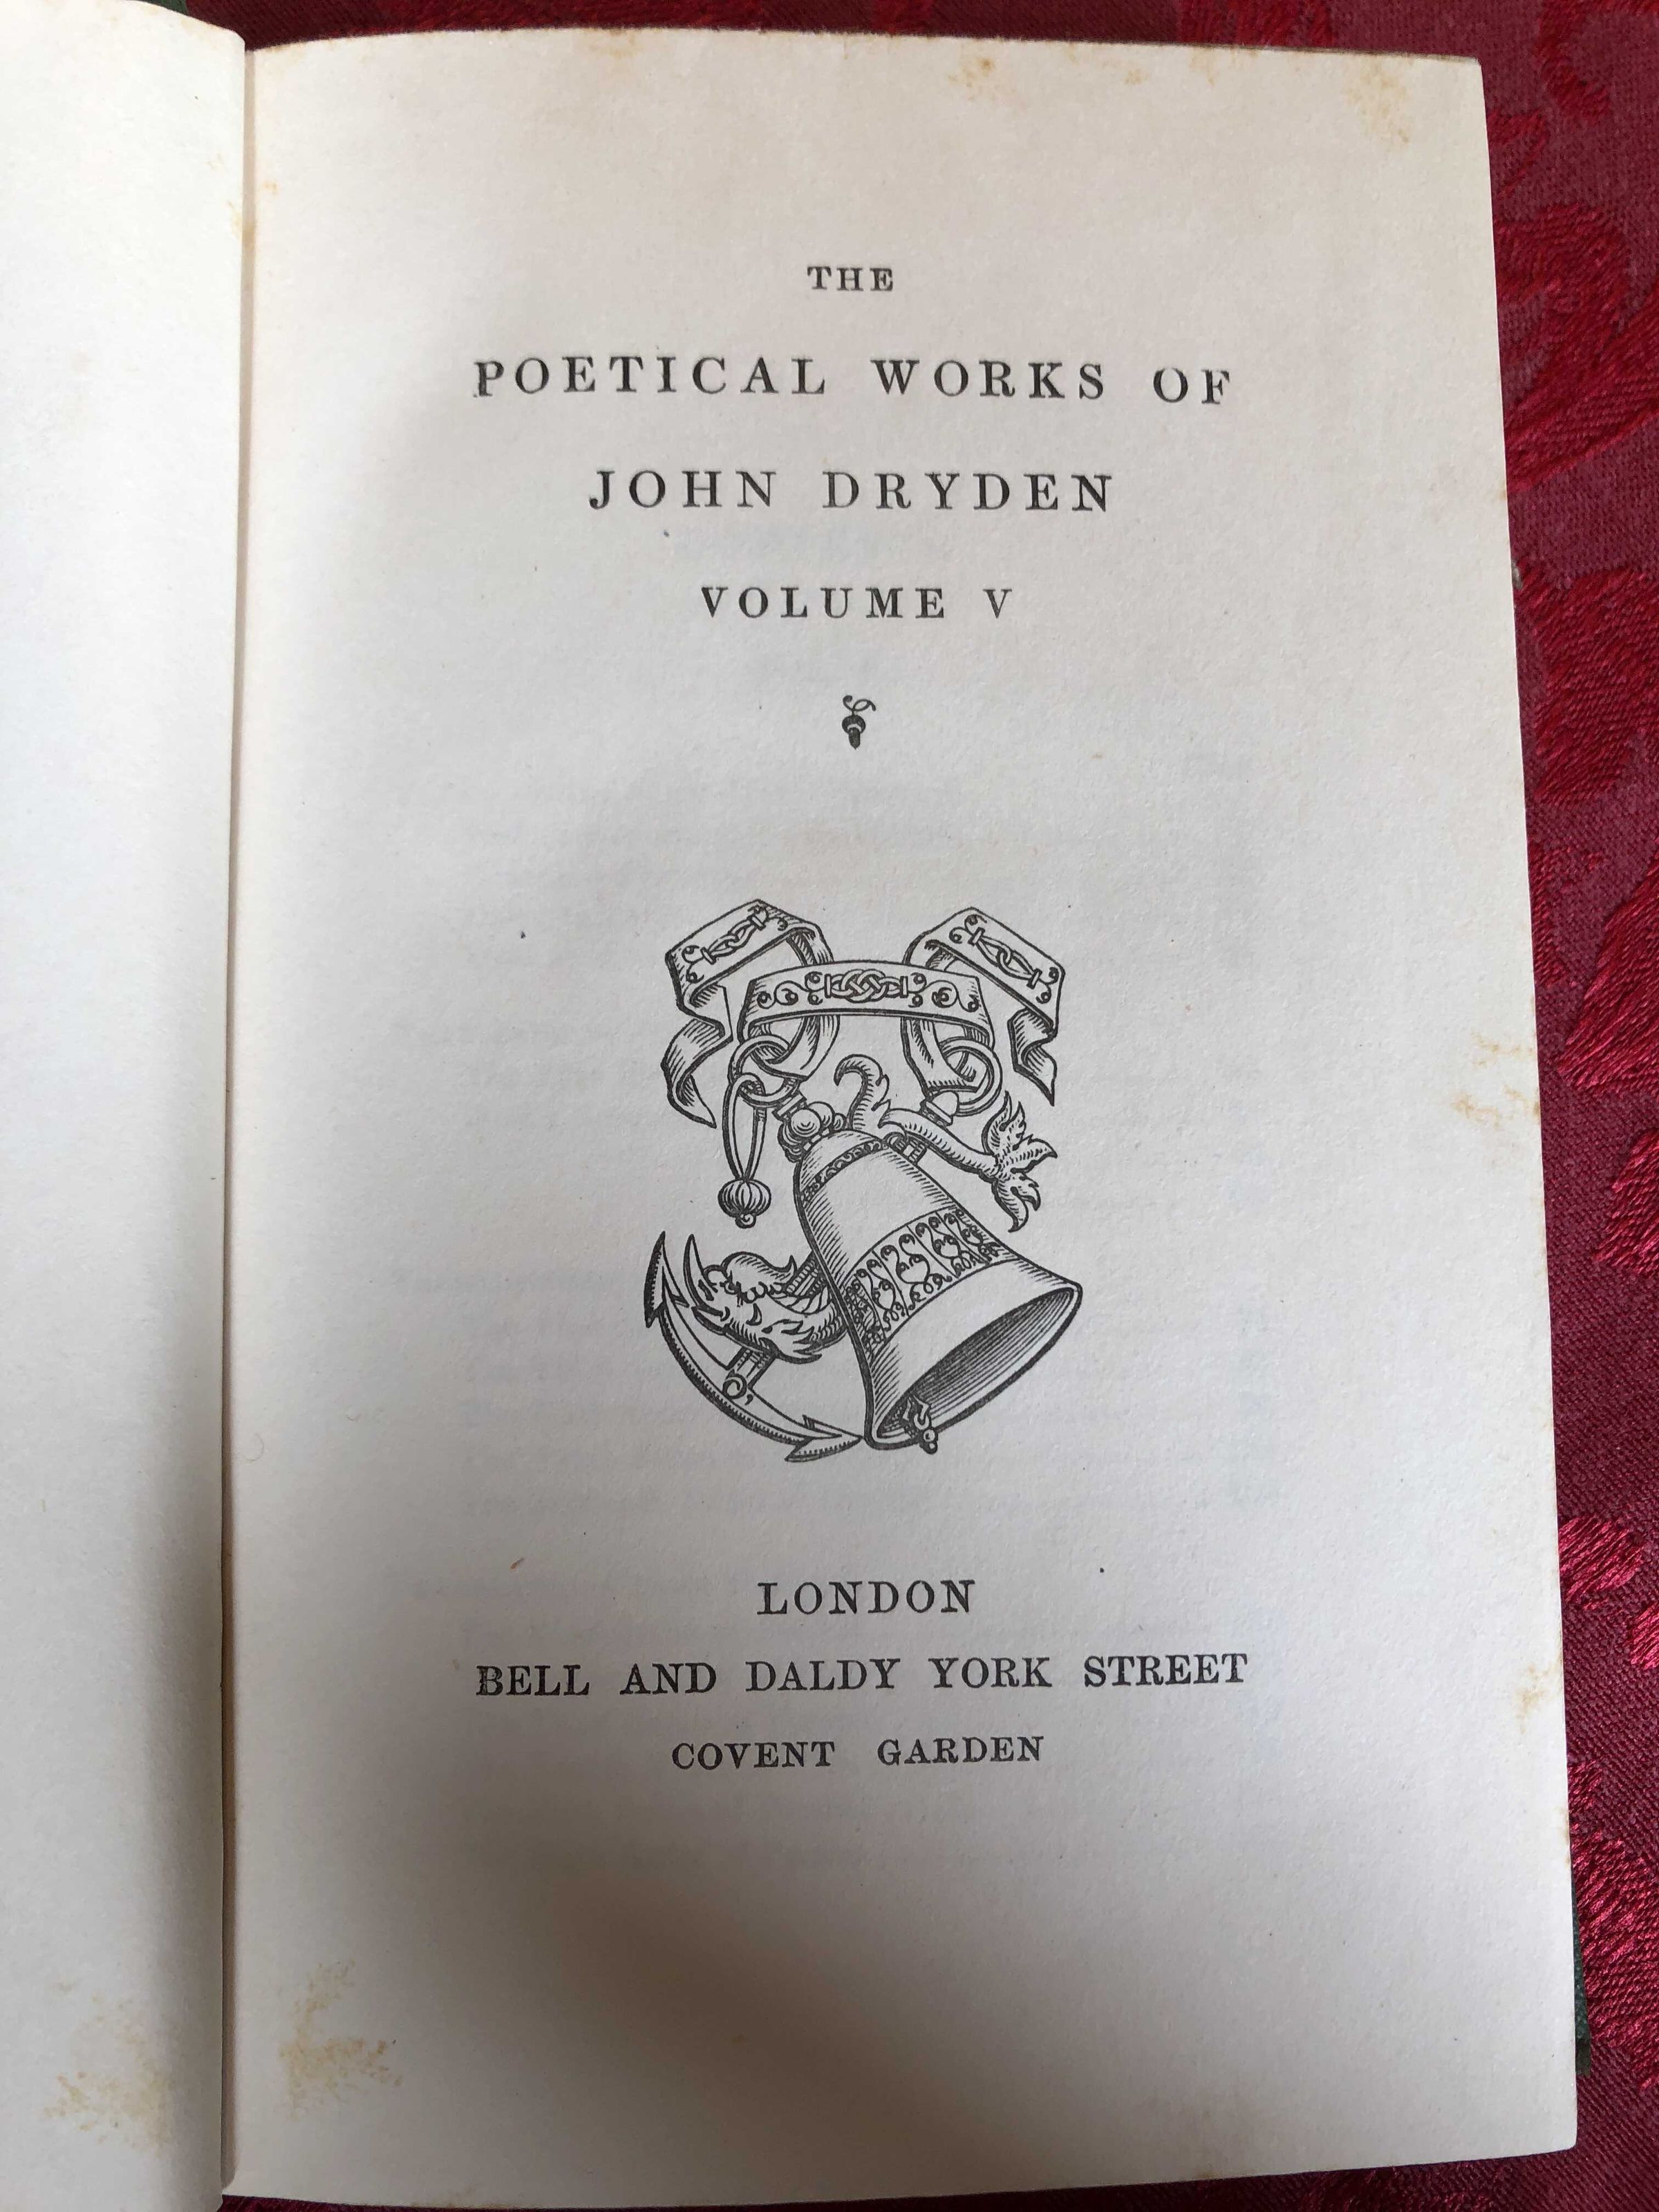 THE
POETICAL WORKS OF
JOHN DRYDEN
VOLUME V
LONDON
BELL AND DALDY YORK STREET
COVENT GARDEN